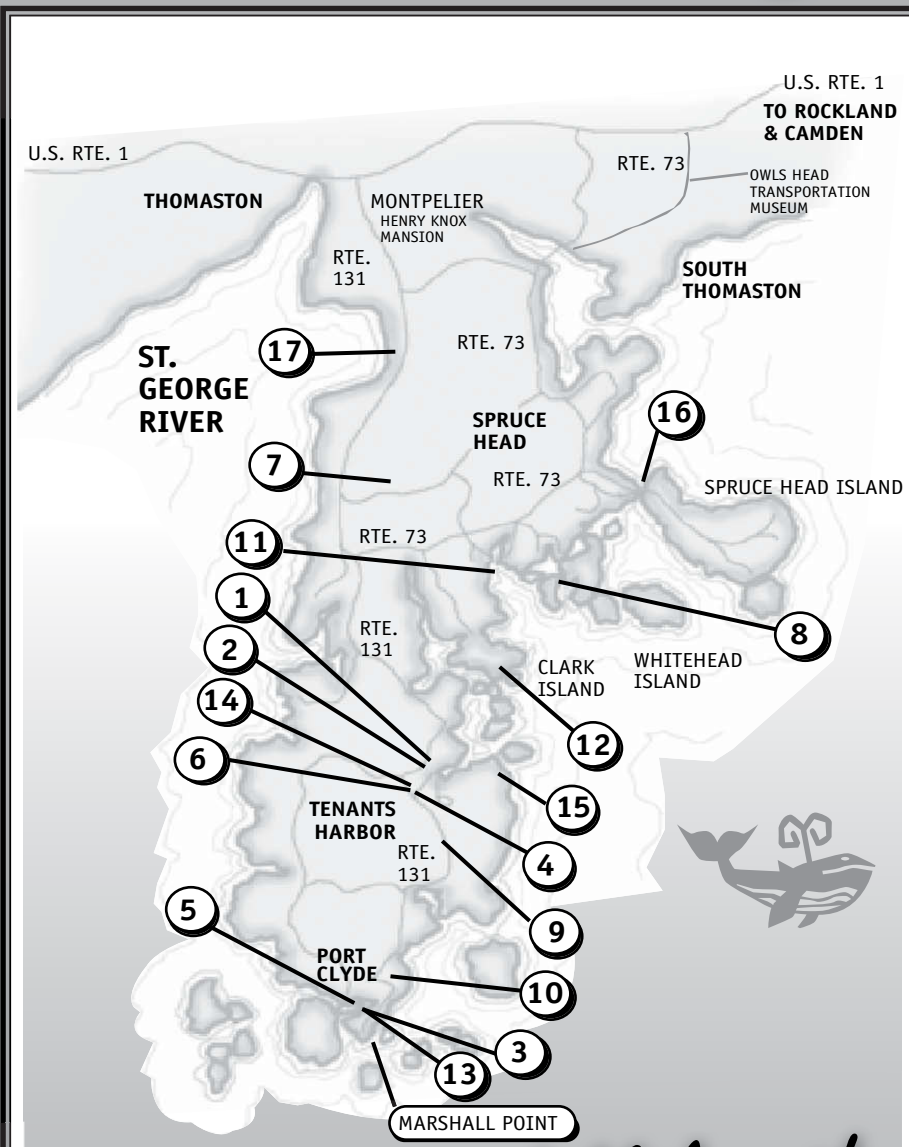 U.S. RTE. 1
TO ROCKLAND
& CAMDEN
U.S. RTE. 1
RTE. 73
OWLS HEAD
TRANSPORTATION
MUSEUM
THOMASTON
MONTPELIER
HENRY KNOX
MANSION
RTE.
131
SOUTH
THOMASTON
ST.
GEORGE
RIVER
17
RTE. 73
16
SPRUCE
HEAD
7
RTE. 73
SPRUCE HEAD ISLAND
11
RTE. 73
1
RTE.
131
8
2
CLARK
ISLAND
WHITEHEAD
ISLAND
14
12
6
15
TENANTS
HARBOR
RTE.
131
4
5
9
PORT
CLYDE
10
3
13
MARSHALL POINT